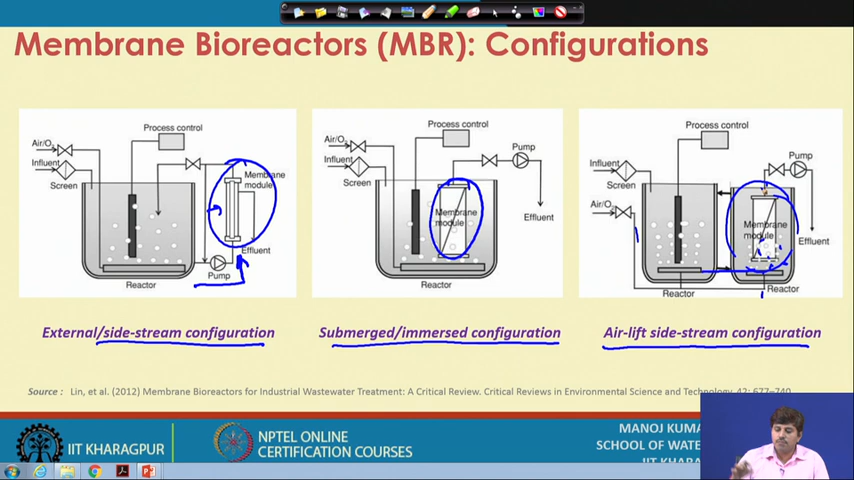 Membrane Bioreactors (MBR): Configurations
Process control
Air/O₂
Influent
Screen
Membrane
module
Effluent
Pump
Reactor
External/side-stream configuration
Process control
Pump
Air/O₂
Influent
Screen
Membrane
module
Effluent
Reactor
Submerged/immersed configuration
Process control
Pump
Influent
Screen
Air/O₂
Membrane
module
Effluent
Reactor
Reactor
Air-lift side-stream configuration
Source : Lin, et al. (2012) Membrane Bioreactors for Industrial Wastewater Treatment: A Critical Review. Critical Reviews in Environmental Science and Technology, 42: 677–740
IIT KHARAGPUR
NPTEL ONLINE
CERTIFICATION COURSES
MANOJ KUMA
SCHOOL OF WATE
IIT KHARA